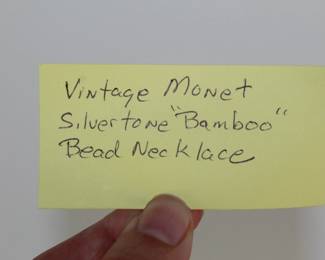 Vintage Monet
Silvertone "Bamboo"
Bead Necklace